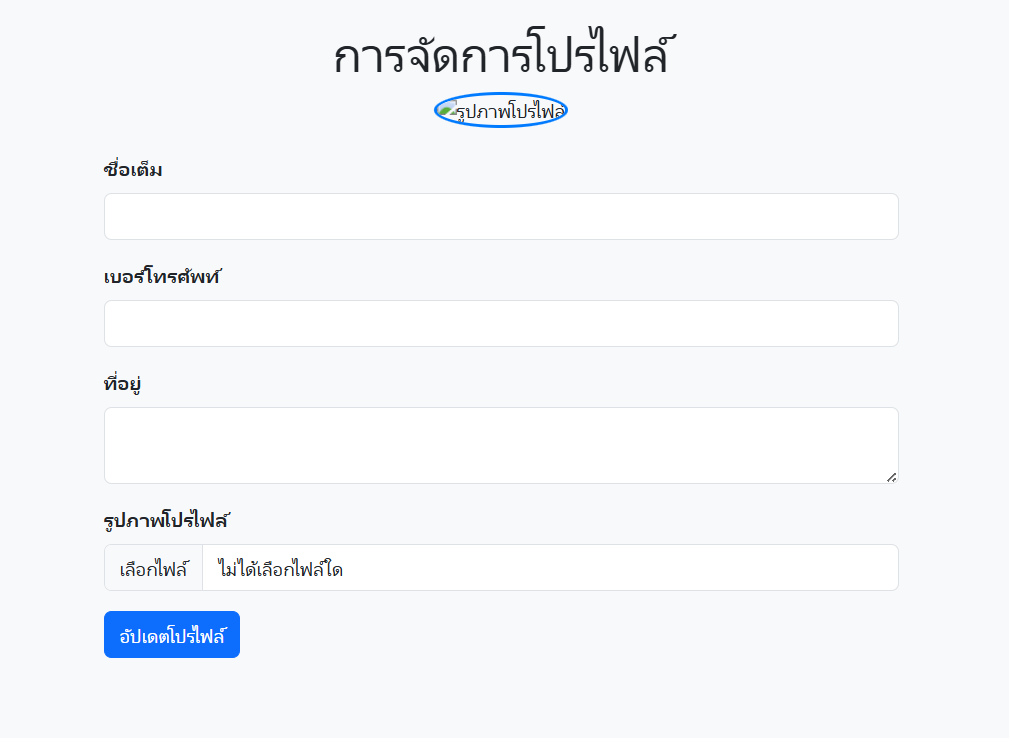 การจัดการโปรไฟล์
รูปภาพโปรไฟล์
ชื่อเต็ม
เบอร์โทรศัพท์
ที่อยู่
รูปภาพโปรไฟล์
เลือกไฟล์ ไม่ได้เลือกไฟล์ใด
อัปเดตโปรไฟล์